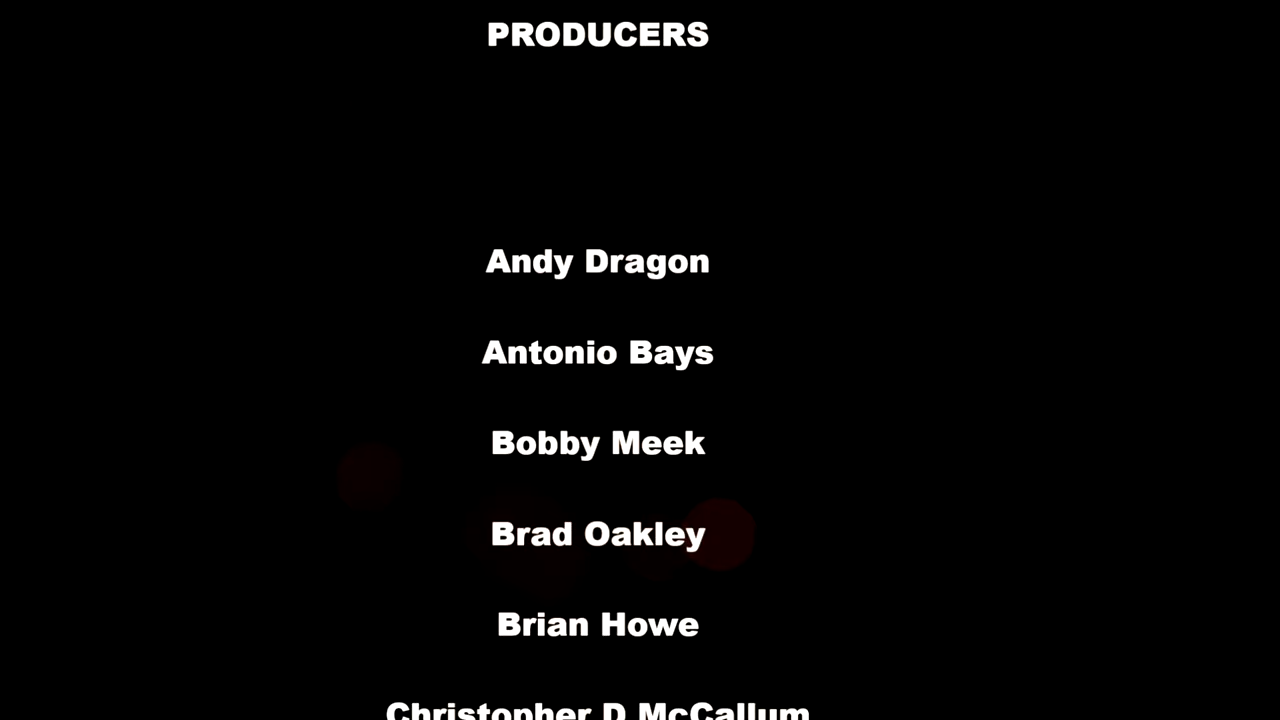 PRODUCERS
Andy Dragon
Antonio Bays
Bobby Meek
Brad Oakley
Brian Howe
Christopher D McCallum